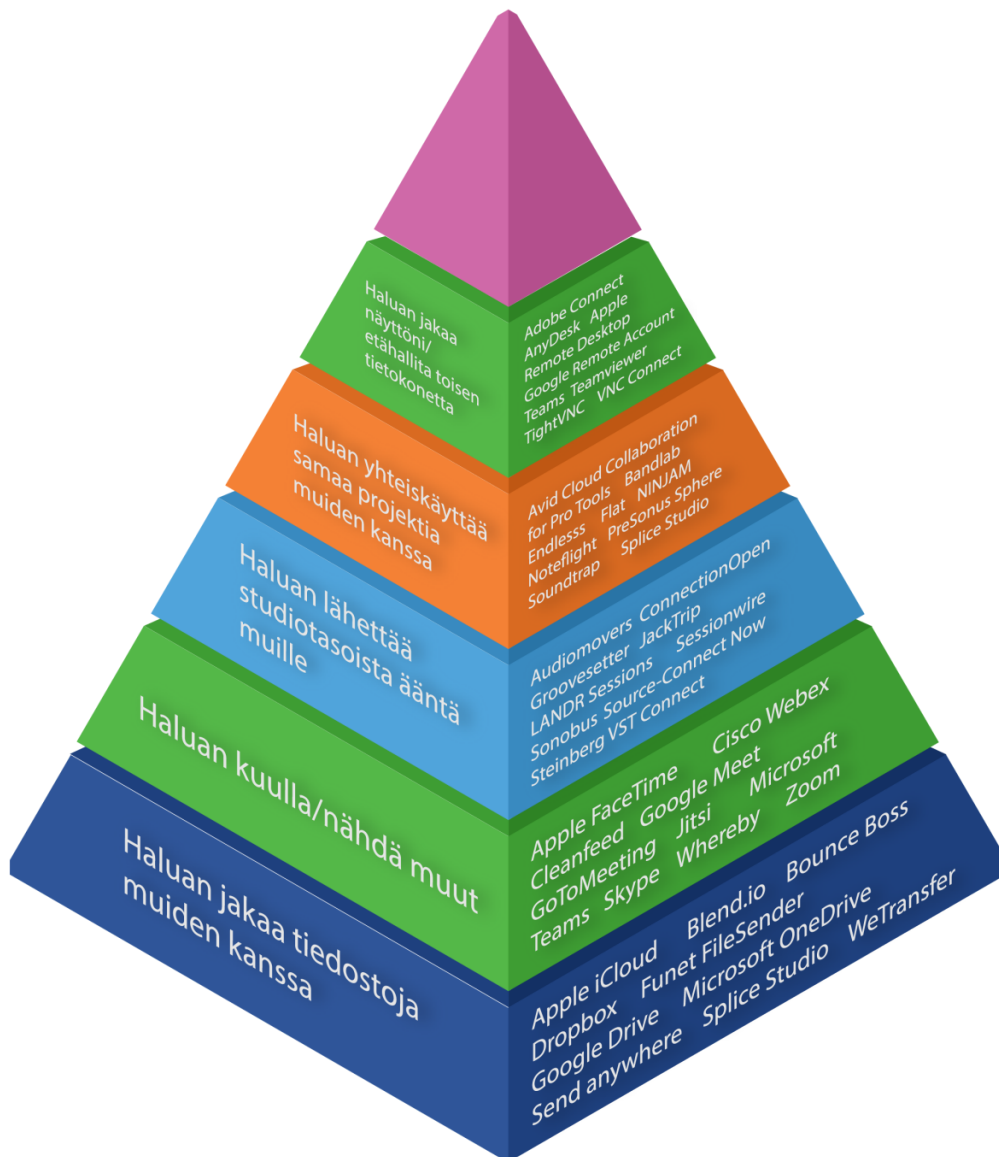 Haluan jakaa
näyttöni/
etähallita toisen
tietokonetta
Adobe Connect
AnyDesk Apple
Remote Desktop
Google Remote Account
Teams Teamviewer
TightVNC VNC Connect
Haluan yhteiskäyttää
samaa projektia
muiden kanssa
Avid Cloud Collaboration
for Pro Tools Bandlab
Endlesss Flat NINJAM
Noteflight PreSonus Sphere
Soundtrap Splice Studio
Haluan lähettää
studiotasoista ääntä
muille
Audiomovers ConnectionOpen
Groovesetter JackTrip
LANDR Sessions Sessionwire
Sonobus Source-Connect Now
Steinberg VST Connect
Haluan kuulla/nähdä muut
Apple FaceTime Cisco Webex
Cleanfeed Google Meet
GoToMeeting Jitsi Microsoft
Teams Skype Whereby Zoom
Haluan jakaa tiedostoja
muiden kanssa
Apple iCloud Blend.io Bounce Boss
Dropbox Funet FileSender
Google Drive Microsoft OneDrive
Send anywhere Splice Studio WeTransfer